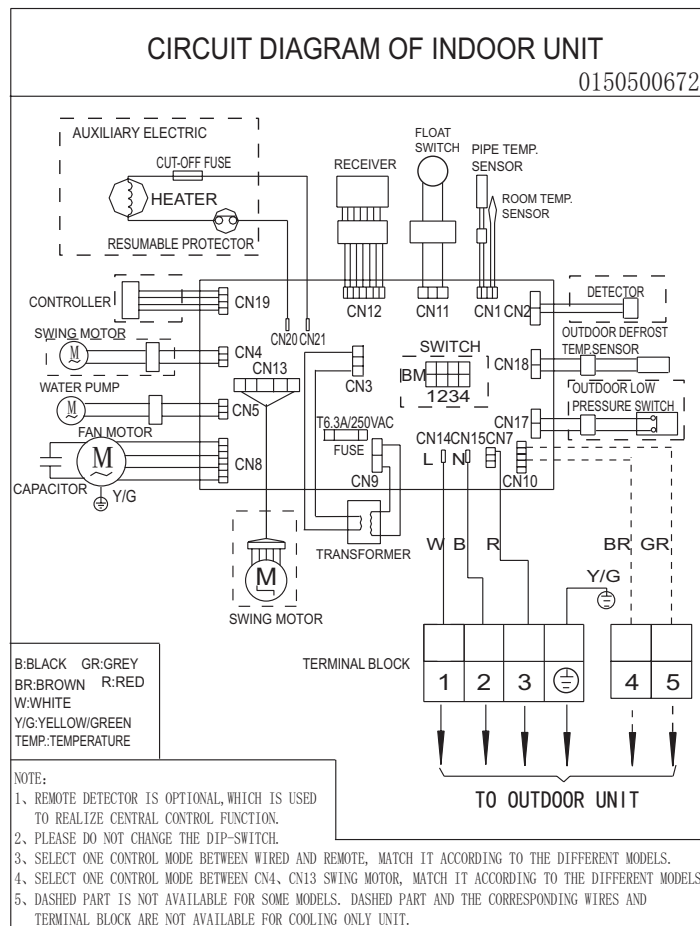 CIRCUIT DIAGRAM OF INDOOR UNIT
0150500672
AUXILIARY ELECTRIC
CUT-OFF FUSE
HEATER
RESUMABLE PROTECTOR
RECEIVER
FLOAT
SWITCH
PIPE TEMP.
SENSOR
ROOM TEMP.
SENSOR
CONTROLLER
CN19
CN20
CN21
CN12
CN11
CN1
CN2
DETECTOR
SWING MOTOR
M
CN4
CN13
CN3
SWITCH
BM
1234
CN18
OUTDOOR DEFROST
TEMP.SENSOR
WATER PUMP
M
CN5
T6.3A/250VAC
FUSE
CN17
OUTDOOR LOW
PRESSURE SWITCH
FAN MOTOR
M
CN8
CAPACITOR
Y/G
CN9
CN14CN15CN7
L N
CN10
TRANSFORMER
M
SWING MOTOR
W B R
BR GR
Y/G
TERMINAL BLOCK
1 2 3
4 5
B:BLACK GR:GREY
BR:BROWN R:RED
W:WHITE
Y/G:YELLOW/GREEN
TEMP.:TEMPERATURE
TO OUTDOOR UNIT
NOTE:
1、REMOTE DETECTOR IS OPTIONAL,WHICH IS USED
TO REALIZE CENTRAL CONTROL FUNCTION.
2、PLEASE DO NOT CHANGE THE DIP-SWITCH.
3、SELECT ONE CONTROL MODE BETWEEN WIRED AND REMOTE, MATCH IT ACCORDING TO THE DIFFERENT MODELS.
4、SELECT ONE CONTROL MODE BETWEEN CN4、CN13 SWING MOTOR, MATCH IT ACCORDING TO THE DIFFERENT MODELS
5、DASHED PART IS NOT AVAILABLE FOR SOME MODELS. DASHED PART AND THE CORRESPONDING WIRES AND
TERMINAL BLOCK ARE NOT AVAILABLE FOR COOLING ONLY UNIT.